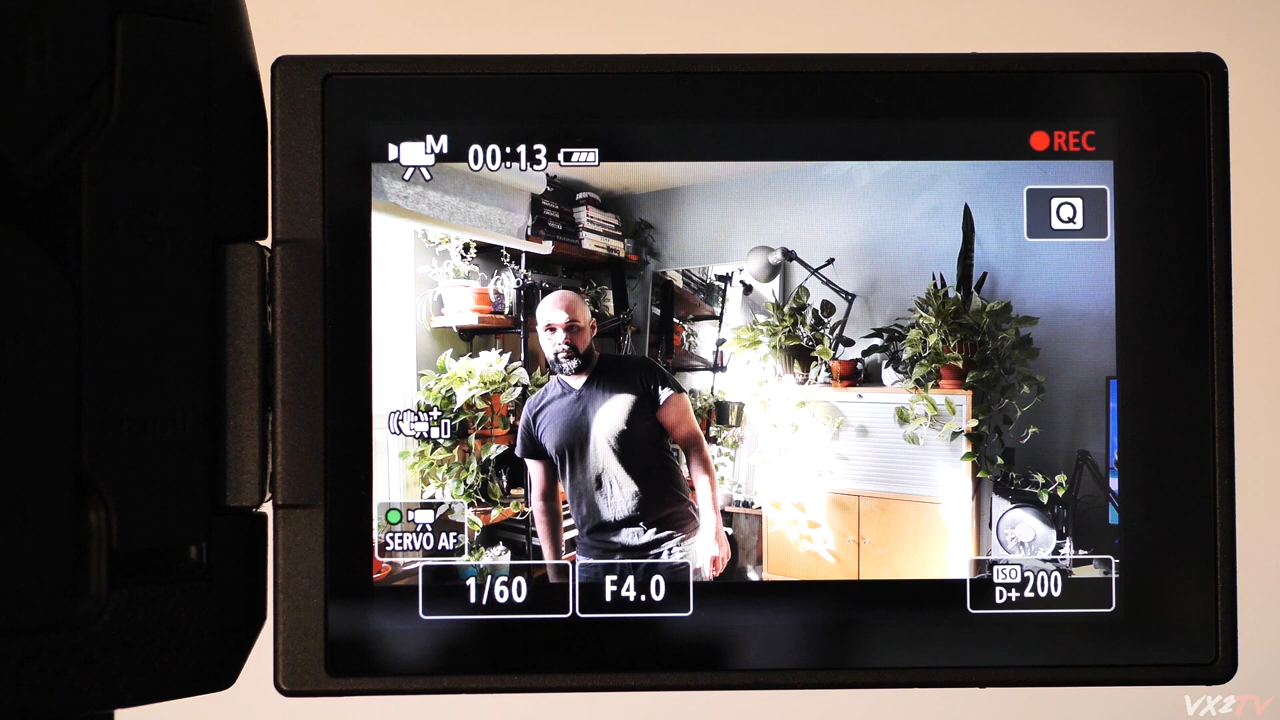 M 00:13
REC
Q
SERVO AF
1/60 F4.0 ISO D+ 200
VX2TV